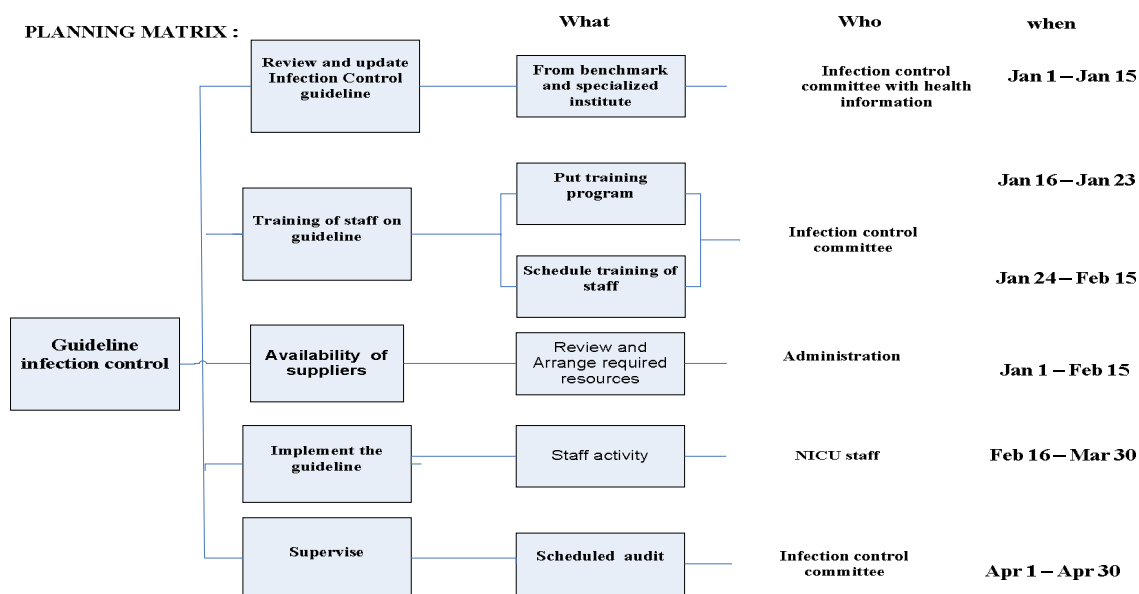 PLANNING MATRIX :
What
Who
when
Review and update
Infection Control
guideline
From benchmark
and specialized
institute
Infection control
committee with health
information
Jan 1 – Jan 15
Training of staff on
guideline
Put training
program
Schedule training of
staff
Infection control
committee
Jan 16 – Jan 23
Jan 24 – Feb 15
Guideline
infection control
Availability of
suppliers
Review and
Arrange required
resources
Administration
Jan 1 – Feb 15
Implement the
guideline
Staff activity
NICU staff
Feb 16 – Mar 30
Supervise
Scheduled audit
Infection control
committee
Apr 1 – Apr 30